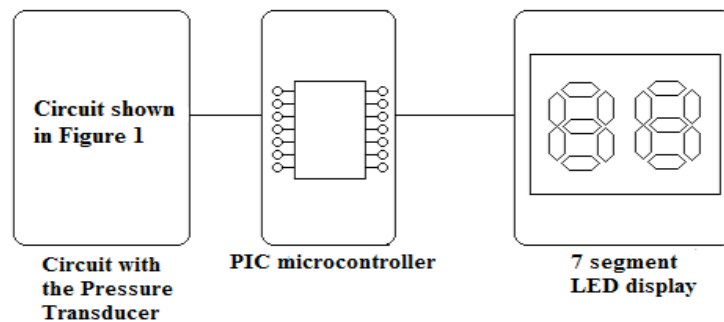 Circuit shown
in Figure 1
Circuit with
the Pressure
Transducer
PIC microcontroller
7 segment
LED display